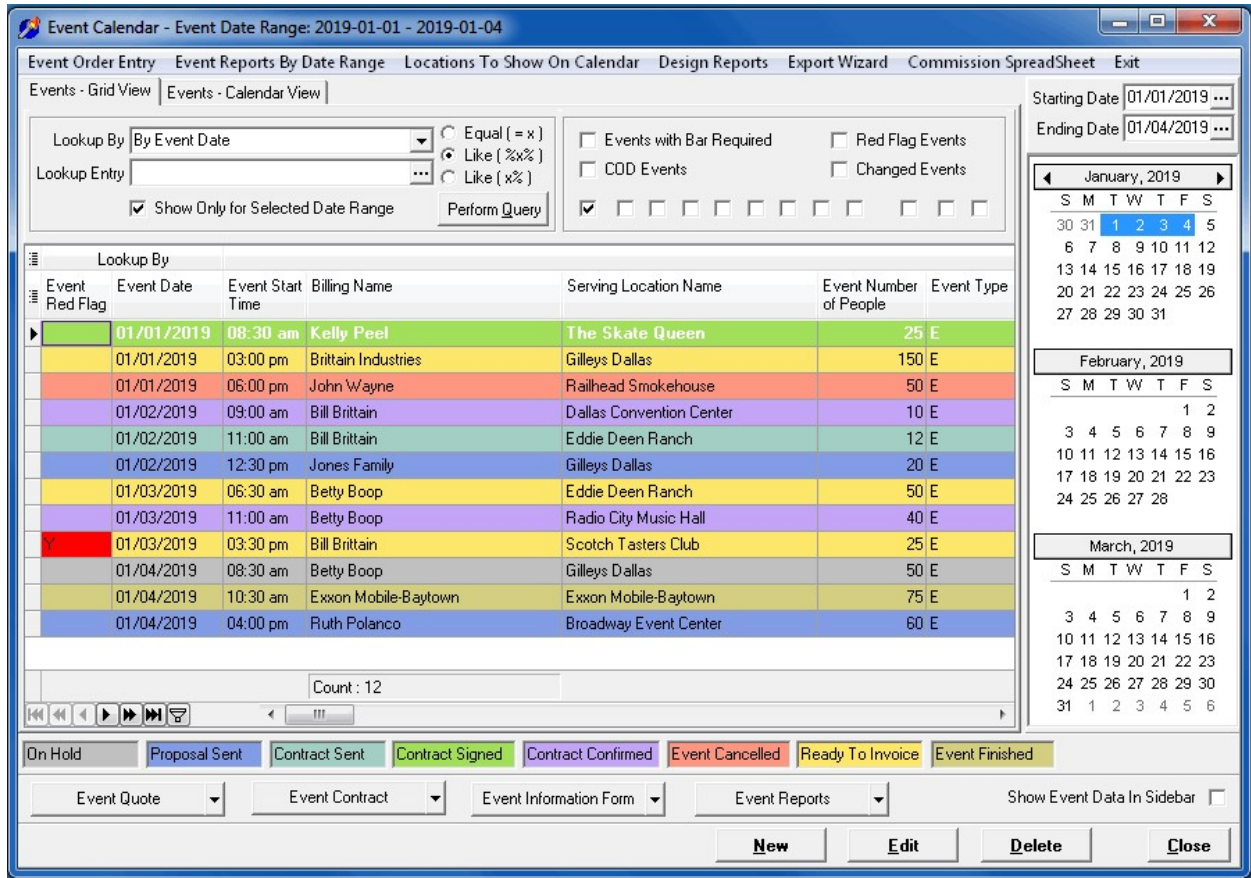 Event Calendar - Event Date Range: 2019-01-01 - 2019-01-04
Event Order Entry Event Reports By Date Range Locations To Show On Calendar Design Reports Export Wizard Commission SpreadSheet Exit
Events - Grid View Events - Calendar View
Starting Date 01/01/2019 ...
Ending Date 01/04/2019 ...
Lookup By By Event Date
Lookup Entry ...
Equal ( = x )
Like ( %x% )
Like ( x% )
Show Only for Selected Date Range
Perform Query
Events with Bar Required
Red Flag Events
COD Events
Changed Events
Lookup By
Event Red Flag Event Date Event Start Time Billing Name Serving Location Name Event Number of People Event Type
01/01/2019 08:30 am Kelly Peel The Skate Queen 25 E
01/01/2019 03:00 pm Brittain Industries Gilleys Dallas 150 E
01/01/2019 06:00 pm John Wayne Railhead Smokehouse 50 E
01/02/2019 09:00 am Bill Brittain Dallas Convention Center 10 E
01/02/2019 11:00 am Bill Brittain Eddie Deen Ranch 12 E
01/02/2019 12:30 pm Jones Family Gilleys Dallas 20 E
01/03/2019 06:30 am Betty Boop Eddie Deen Ranch 50 E
01/03/2019 11:00 am Betty Boop Radio City Music Hall 40 E
Y 01/03/2019 03:30 pm Bill Brittain Scotch Tasters Club 25 E
01/04/2019 08:30 am Betty Boop Gilleys Dallas 50 E
01/04/2019 10:30 am Exxon Mobile-Baytown Exxon Mobile-Baytown 75 E
01/04/2019 04:00 pm Ruth Polanco Broadway Event Center 60 E
Count : 12
January, 2019
S M T W T F S
30 31 1 2 3 4 5
6 7 8 9 10 11 12
13 14 15 16 17 18 19
20 21 22 23 24 25 26
27 28 29 30 31
February, 2019
S M T W T F S
1 2
3 4 5 6 7 8 9
10 11 12 13 14 15 16
17 18 19 20 21 22 23
24 25 26 27 28
March, 2019
S M T W T F S
1 2
3 4 5 6 7 8 9
10 11 12 13 14 15 16
17 18 19 20 21 22 23
24 25 26 27 28 29 30
31 1 2 3 4 5 6
On Hold Proposal Sent Contract Sent Contract Signed Contract Confirmed Event Cancelled Ready To Invoice Event Finished
Event Quote Event Contract Event Information Form Event Reports Show Event Data In Sidebar
New Edit Delete Close